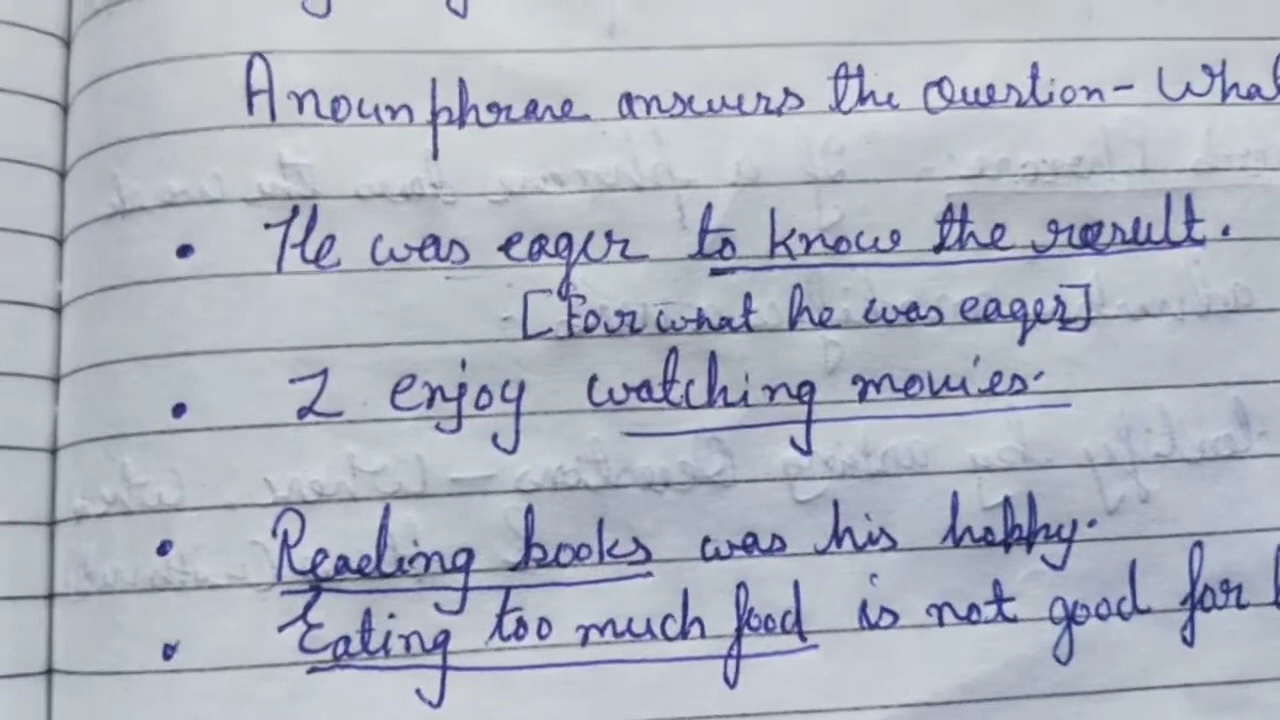 A noun phrase answers the Question - What
• He was eager to know the result.
[For what he was eager]
• I enjoy watching movies.
• Reading books was his hobby.
• Eating too much food is not good for